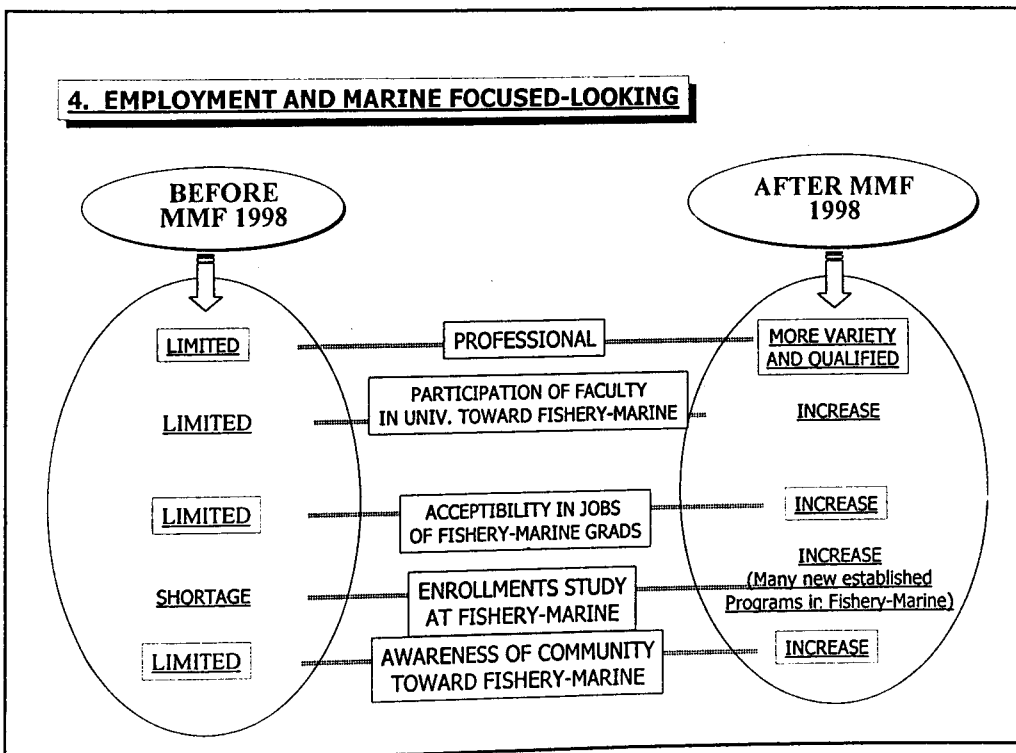 4. EMPLOYMENT AND MARINE FOCUSED-LOOKING
BEFORE
MMF 1998
AFTER MMF
1998
LIMITED
PROFESSIONAL
MORE VARIETY
AND QUALIFIED
LIMITED
PARTICIPATION OF FACULTY
IN UNIV. TOWARD FISHERY-MARINE
INCREASE
LIMITED
ACCEPTIBILITY IN JOBS
OF FISHERY-MARINE GRADS
INCREASE
SHORTAGE
ENROLLMENTS STUDY
AT FISHERY-MARINE
INCREASE
(Many new established
Programs in Fishery-Marine)
LIMITED
AWARENESS OF COMMUNITY
TOWARD FISHERY-MARINE
INCREASE